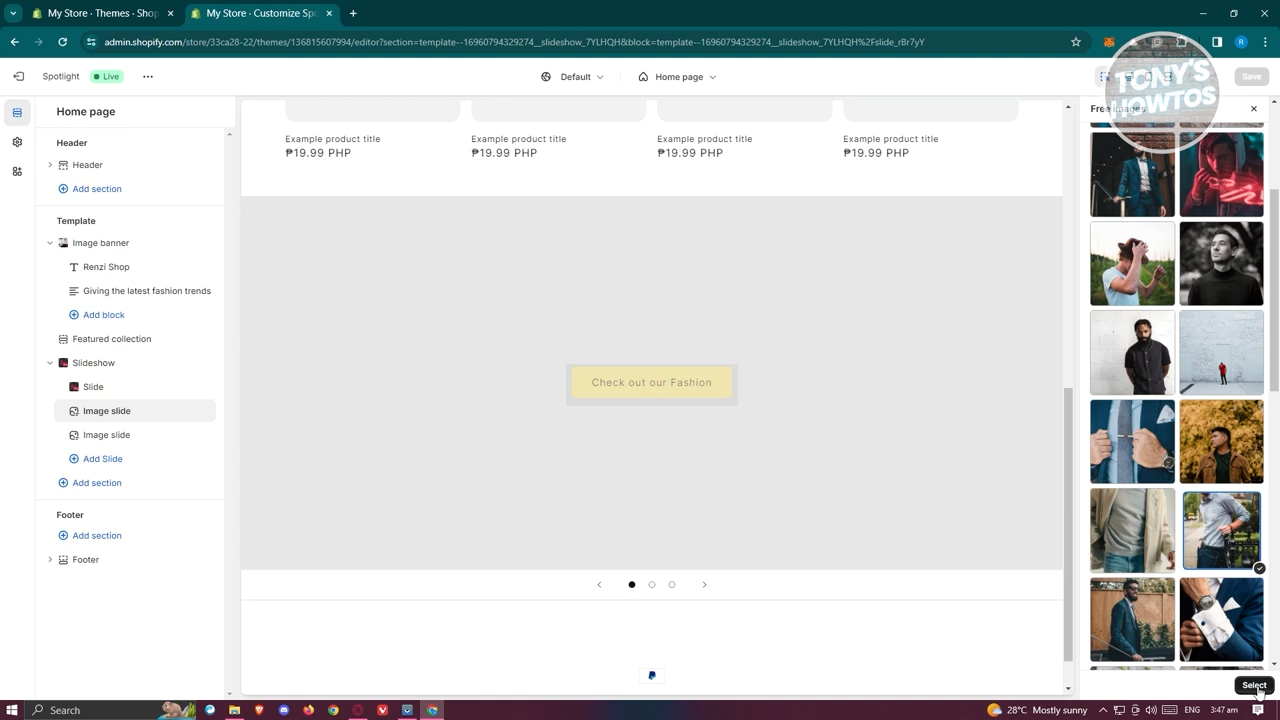 My Store · Themes · Shop
My Store · Customize Spo
admin.shopify.com/store/33ca28-22/themes/136815607994/editor?section=template--16960794329274__slideshow_7YLHQH&block=template--16960794329274__slideshow_7YLHQH%2Fslide_rBr7yY
R
Spotlight
Live
Default
Home page
Save
TONY'S
HOWTOS
Home page
Free images
Header
Header
Add section
Template
Image banner
Renzi Shop
Giving the latest fashion trends
Add block
Featured collection
Slideshow
Slide
Image slide
Image slide
Add Slide
Add section
Footer
Add section
Footer
Example product title
Example product title
Example product title
Example product title
₱19.99 PHP
₱19.99 PHP
₱19.99 PHP
₱19.99 PHP
Check out our Fashion
Select
Search
28°C Mostly sunny
ENG
3:47 am